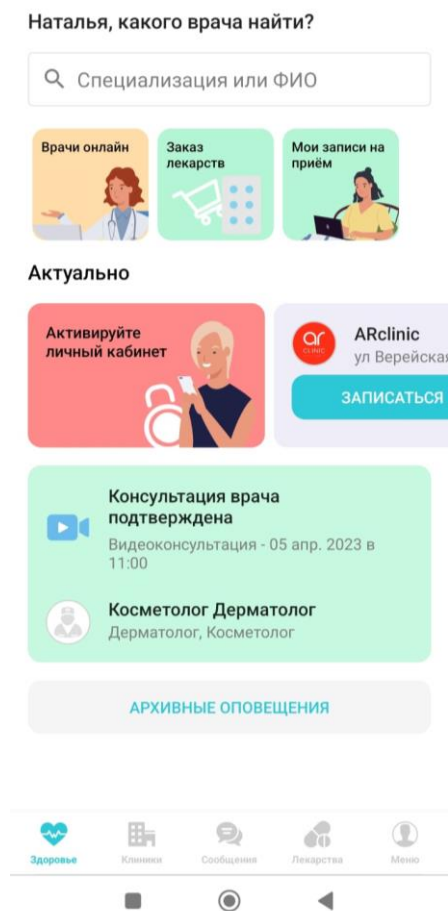 Наталья, какого врача найти?
Специализация или ФИО
Врачи онлайн
Заказ
лекарств
Мои записи на
приём
Актуально
Активируйте
личный кабинет
ar
CLINIC
ARclinic
ул Верейская
ЗАПИСАТЬСЯ
Консультация врача
подтверждена
Видеоконсультация - 05 апр. 2023 в
11:00
Косметолог Дерматолог
Дерматолог, Косметолог
АРХИВНЫЕ ОПОВЕЩЕНИЯ
Здоровье
Клиники
Сообщения
Лекарства
Меню